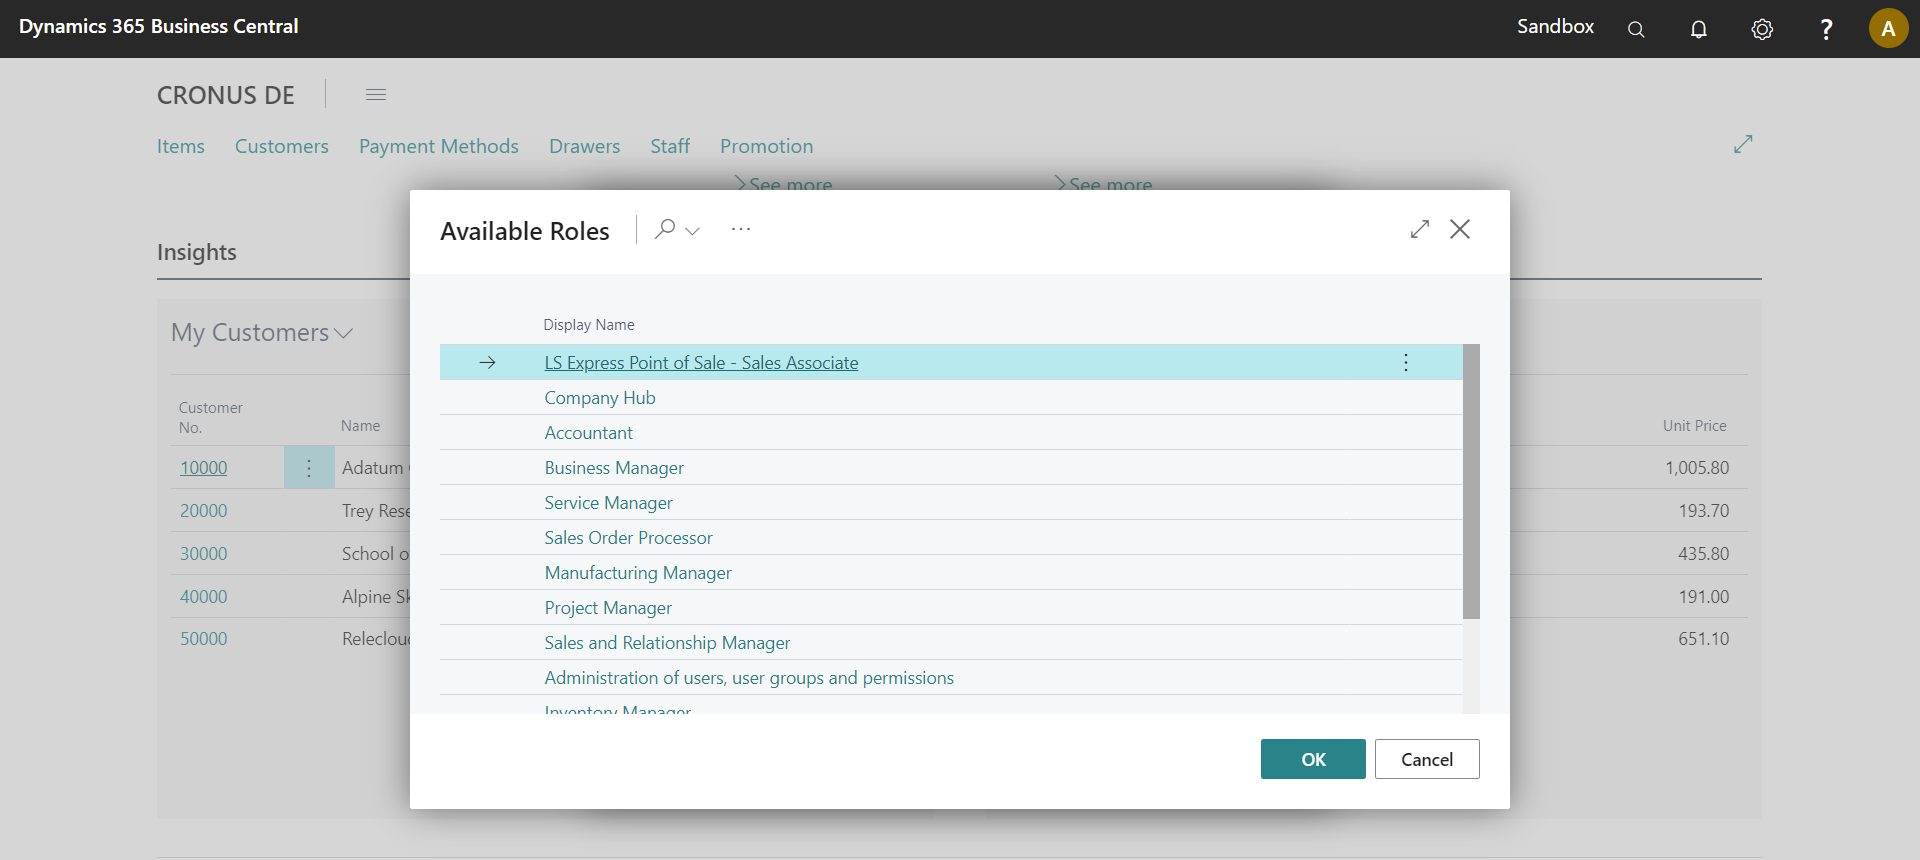 Dynamics 365 Business Central
Sandbox
?
A
CRONUS DE
Items Customers Payment Methods Drawers Staff Promotion
See more
See more
Insights
My Customers
Customer
No.
Name
10000 Adatum
20000 Trey
30000 School
40000 Alpine
50000
Unit Price
1,005.80
193.70
435.80
191.00
651.10
Available Roles
Display Name
LS Express Point of Sale - Sales Associate
Company Hub
Accountant
Business Manager
Service Manager
Sales Order Processor
Manufacturing Manager
Project Manager
Sales and Relationship Manager
Administration of users, user groups and permissions
Inventory Manager
OK
Cancel